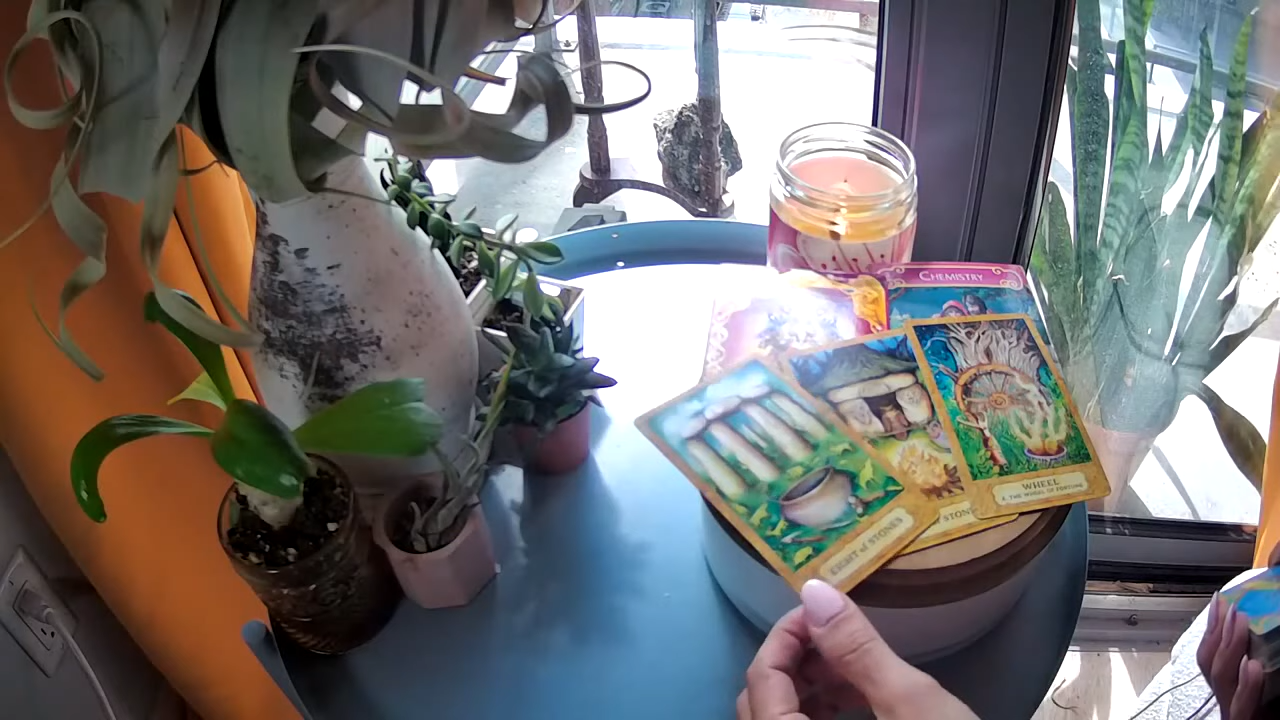 CHEMISTRY
WHEEL
X. THE WHEEL OF FORTUNE
EIGHT of STONES
STONES